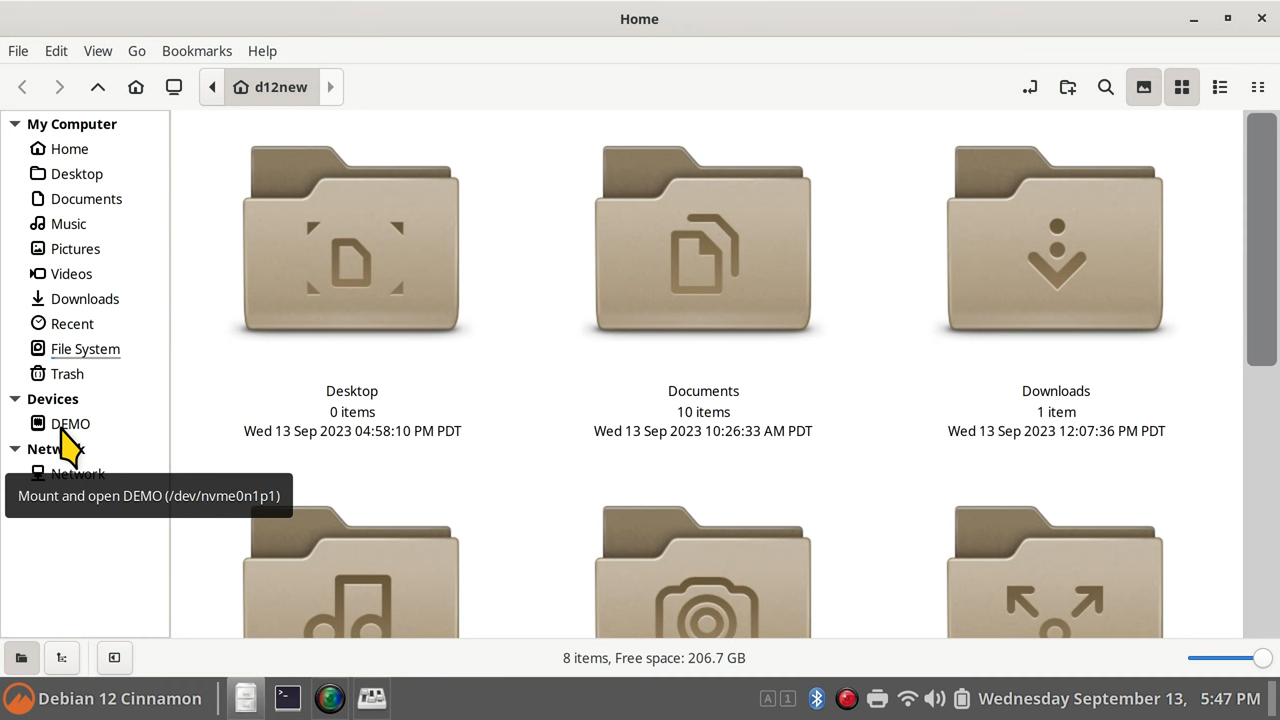 Home
File Edit View Go Bookmarks Help
d12new
My Computer
Home
Desktop
Documents
Music
Pictures
Videos
Downloads
Recent
File System
Trash
Devices
DEMO
Network
Network
Mount and open DEMO (/dev/nvme0n1p1)
Desktop
0 items
Wed 13 Sep 2023 04:58:10 PM PDT
Documents
10 items
Wed 13 Sep 2023 10:26:33 AM PDT
Downloads
1 item
Wed 13 Sep 2023 12:07:36 PM PDT
8 items, Free space: 206.7 GB
Debian 12 Cinnamon
A 1
Wednesday September 13, 5:47 PM